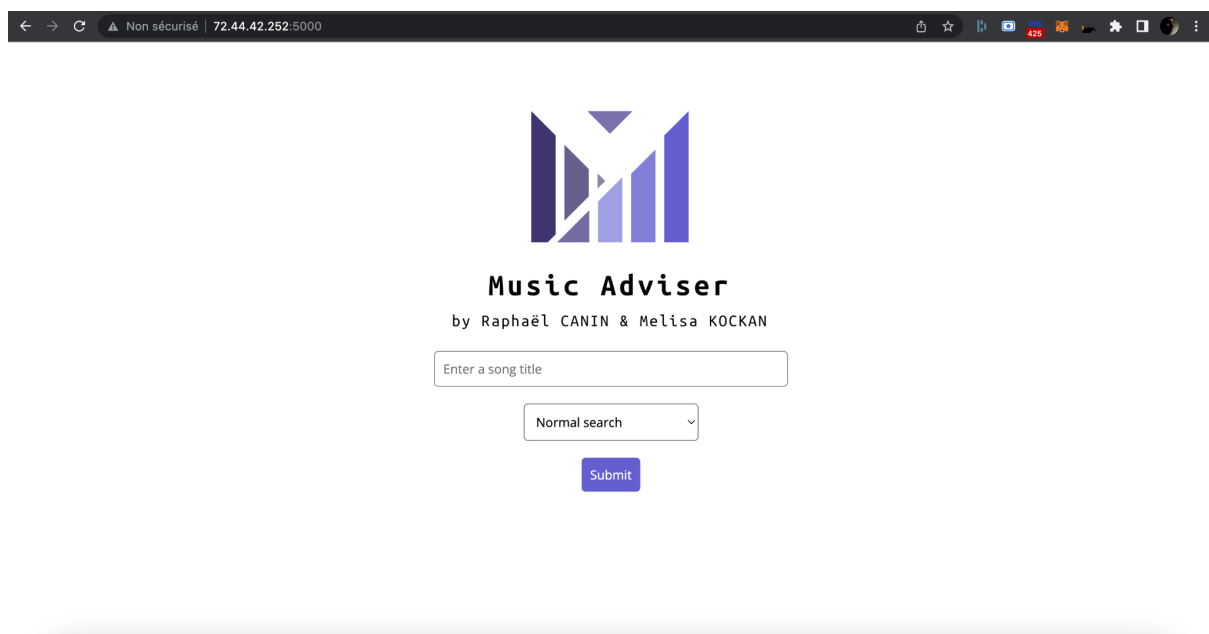 Non sécurisé 72.44.42.252:5000
425
Music Adviser
by Raphaël CANIN & Melisa KOCKAN
Enter a song title
Normal search
Submit